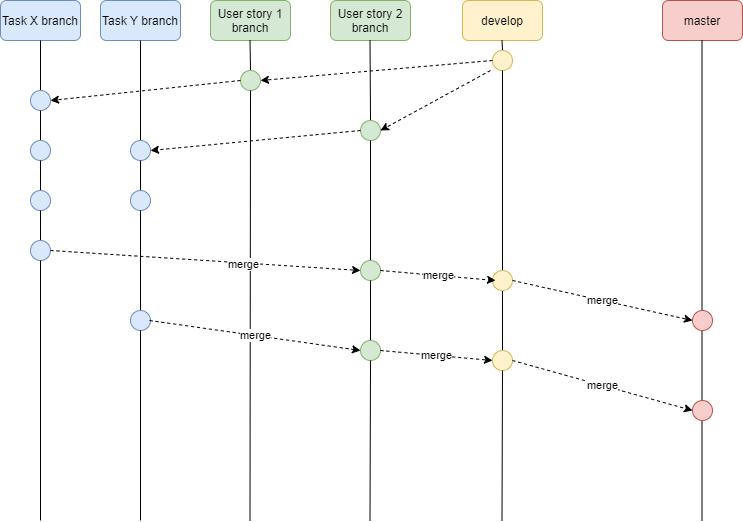 Task X branch
Task Y branch
User story 1
branch
User story 2
branch
develop
master
merge
merge
merge
merge
merge
merge